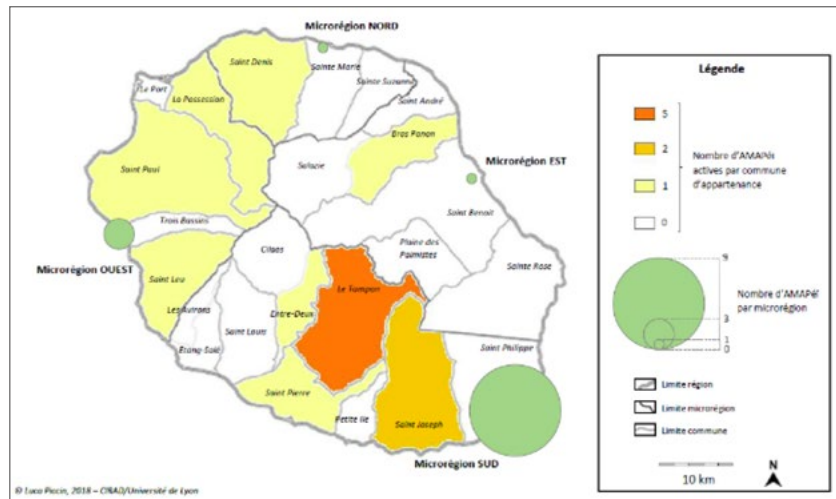 Microrégion NORD
Saint Denis
Sainte Marie
Sainte Suzanne
Le Port
La Possession
Saint André
Bras Panon
Saint Paul
Salazie
Microrégion EST
Saint Benoit
Trois Bassins
Cilaos
Plaine des
Palmistes
Microrégion OUEST
Sainte Rose
Saint Leu
Le Tampon
Les Avirons
Entre-Deux
Saint Louis
Étang-Salé
Saint Philippe
Saint Pierre
Petite Ile
Saint Joseph
Microrégion SUD
© Luca Piccin, 2018 – CIRAD/Université de Lyon
Légende
5
2
1
0
Nombre d'AMAPéi
actives par commune
d'appartenance
9
3
1
0
Nombre d'AMAPéi
par microrégion
Limite région
Limite microrégion
Limite commune
10 km
N